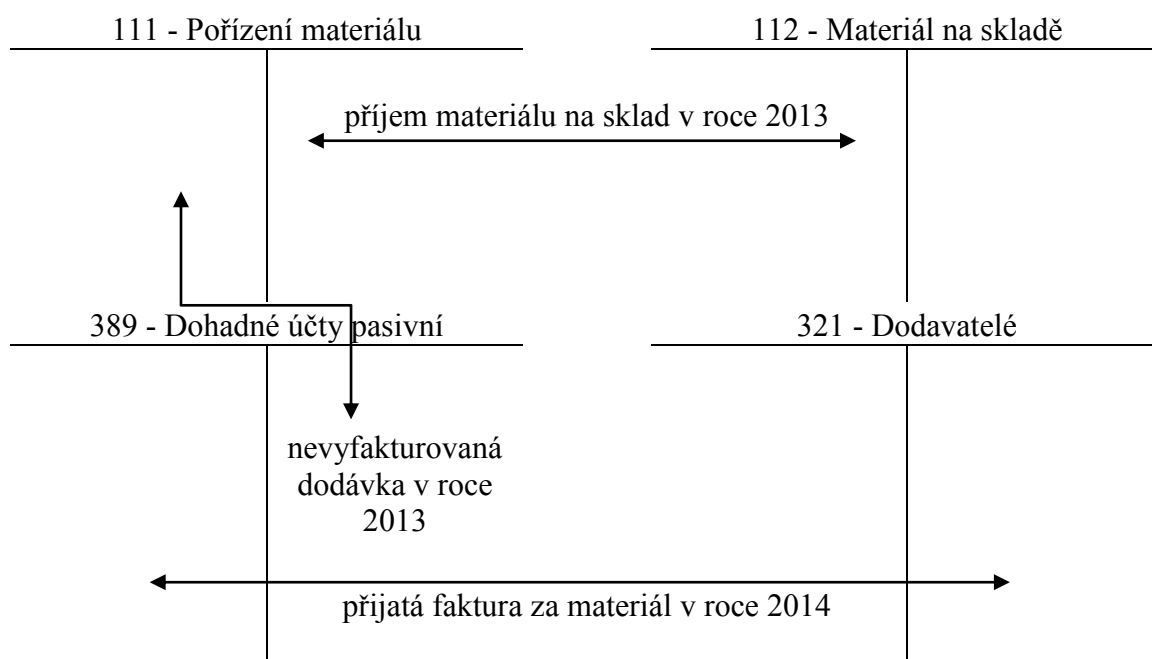 111 - Pořízení materiálu
112 - Materiál na skladě
příjem materiálu na sklad v roce 2013
389 - Dohadné účty pasivní
321 - Dodavatelé
nevyfakturovaná
dodávka v roce
2013
přijatá faktura za materiál v roce 2014